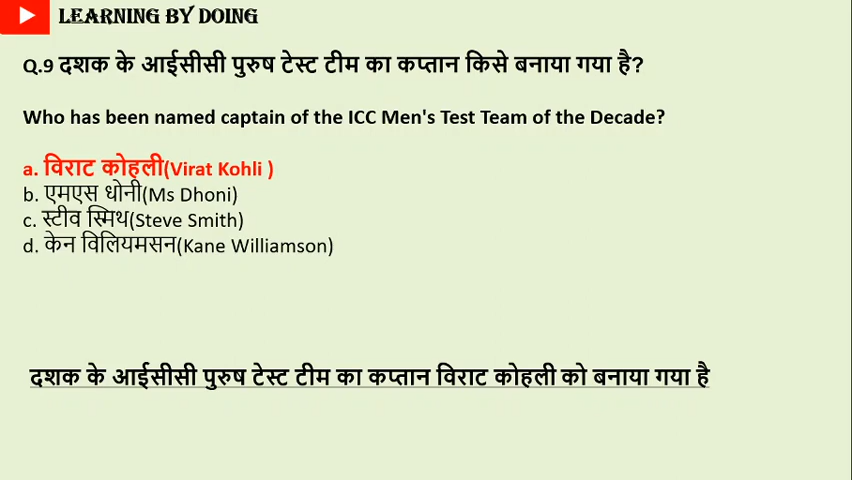 LEARNING BY DOING
Q.9 दशक के आईसीसी पुरुष टेस्ट टीम का कप्तान किसे बनाया गया है?
Who has been named captain of the ICC Men's Test Team of the Decade?
a. विराट कोहली(Virat Kohli )
b. एमएस धोनी(Ms Dhoni)
c. स्टीव स्मिथ(Steve Smith)
d. केन विलियमसन(Kane Williamson)
दशक के आईसीसी पुरुष टेस्ट टीम का कप्तान विराट कोहली को बनाया गया है